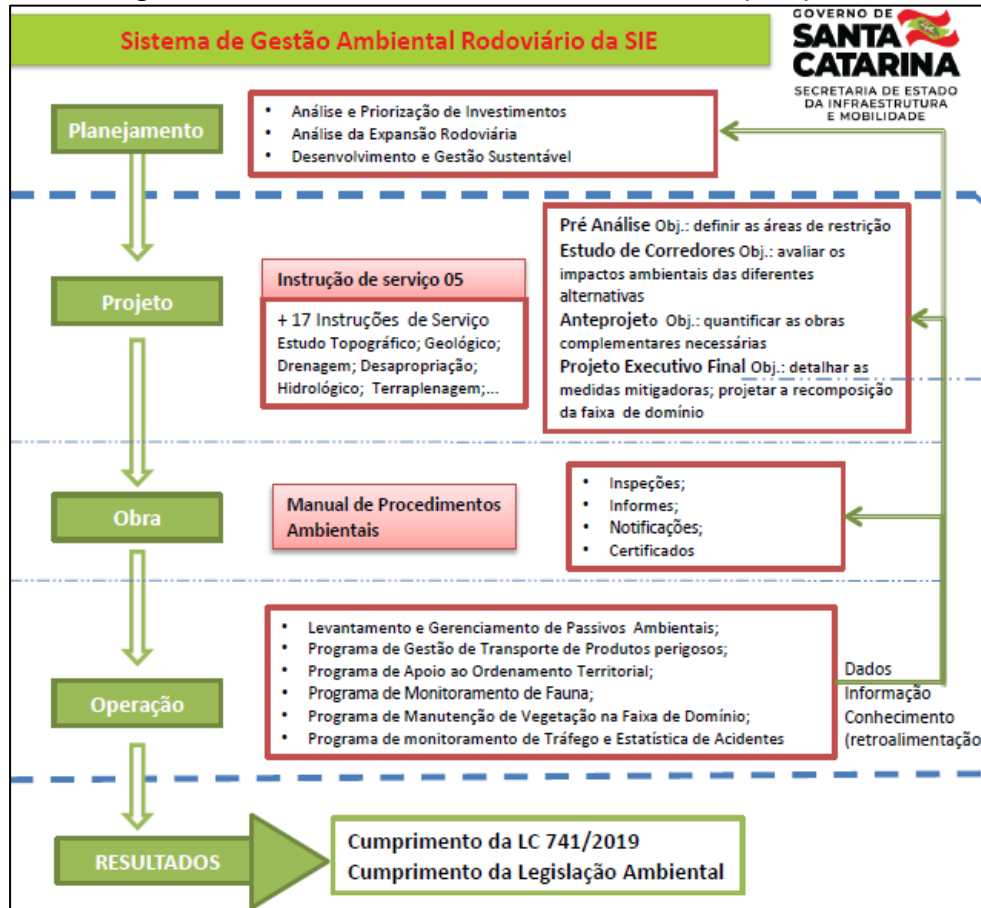 Sistema de Gestão Ambiental Rodoviário da SIE
GOVERNO DE
SANTA
CATARINA
SECRETARIA DE ESTADO
DA INFRAESTRUTURA
E MOBILIDADE
Planejamento
• Análise e Priorização de Investimentos
• Análise da Expansão Rodoviária
• Desenvolvimento e Gestão Sustentável
Projeto
Instrução de serviço 05
+ 17 Instruções de Serviço
Estudo Topográfico; Geológico;
Drenagem; Desapropriação;
Hidrológico; Terraplenagem;...
Pré Análise Obj.: definir as áreas de restrição
Estudo de Corredores Obj.: avaliar os
impactos ambientais das diferentes
alternativas
Anteprojeto Obj.: quantificar as obras
complementares necessárias
Projeto Executivo Final Obj.: detalhar as
medidas mitigadoras; projetar a recomposição
da faixa de domínio
Obra
Manual de Procedimentos
Ambientais
• Inspeções;
• Informes;
• Notificações;
• Certificados
Operação
• Levantamento e Gerenciamento de Passivos Ambientais;
• Programa de Gestão de Transporte de Produtos perigosos;
• Programa de Apoio ao Ordenamento Territorial;
• Programa de Monitoramento de Fauna;
• Programa de Manutenção de Vegetação na Faixa de Domínio;
• Programa de monitoramento de Tráfego e Estatística de Acidentes
Dados
Informação
Conhecimento
(retroalimentação
RESULTADOS
Cumprimento da LC 741/2019
Cumprimento da Legislação Ambiental